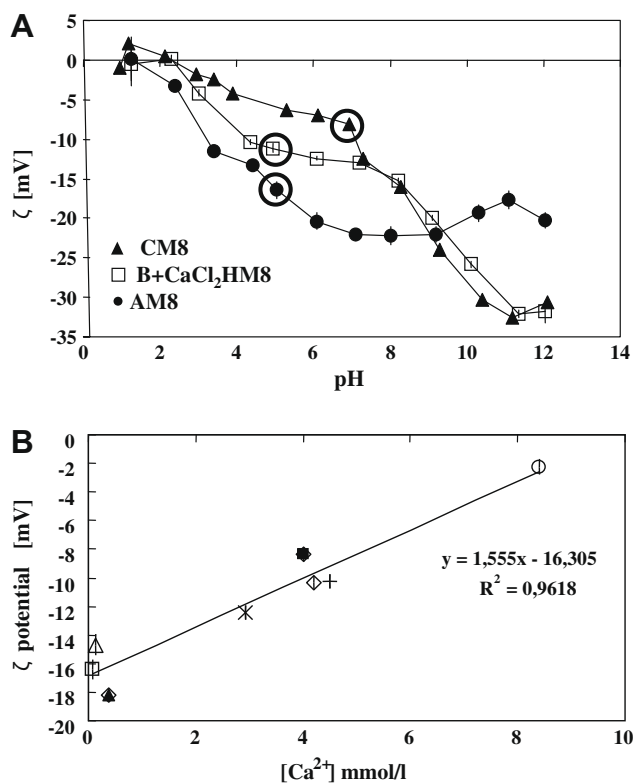 A
0
-5
-10
-15
-20
-25
-30
-35
ζ [mV]
CM8
B+CaCl₂HM8
AM8
0 2 4 6 8 10 12 14
pH
B
0
-2
-4
-6
-8
-10
-12
-14
-16
-18
-20
ζ potential [mV]
y = 1,555x - 16,305
R² = 0,9618
0 2 4 6 8 10
[Ca²⁺] mmol/l